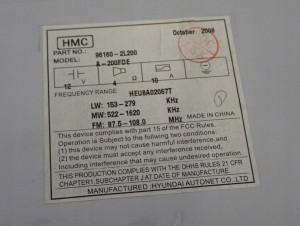 HMC
October 2008
PART NO.: 96160-2L200
MODEL: A-200FDE
12 V 4 Ω 10 A
FREQUENCY RANGE HEU8A02067T
LW: 153-279 KHz
MW: 522-1620 KHz
FM: 87.5-108.0 MHz
MADE IN CHINA
This device complies with part 15 of the FCC Rules.
Operation is Subject to the following two conditions:
(1) this device may not cause harmful interference, and
(2) the device must accept any interference
Including interference that may cause undesired operation.
THIS PRODUCTION COMPLIES WITH THE DHHS RULES 21 CFR
CHAPTER1,SUBCHAPTER J AT DATE OF MANUFACTURE.
MANUFACTURED :HYUNDAI AUTONET CO.,LTD